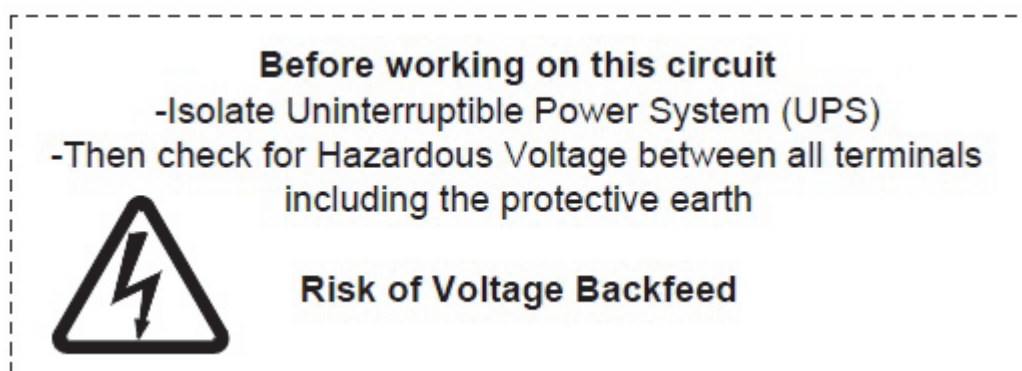 Before working on this circuit
-Isolate Uninterruptible Power System (UPS)
-Then check for Hazardous Voltage between all terminals
including the protective earth
Risk of Voltage Backfeed